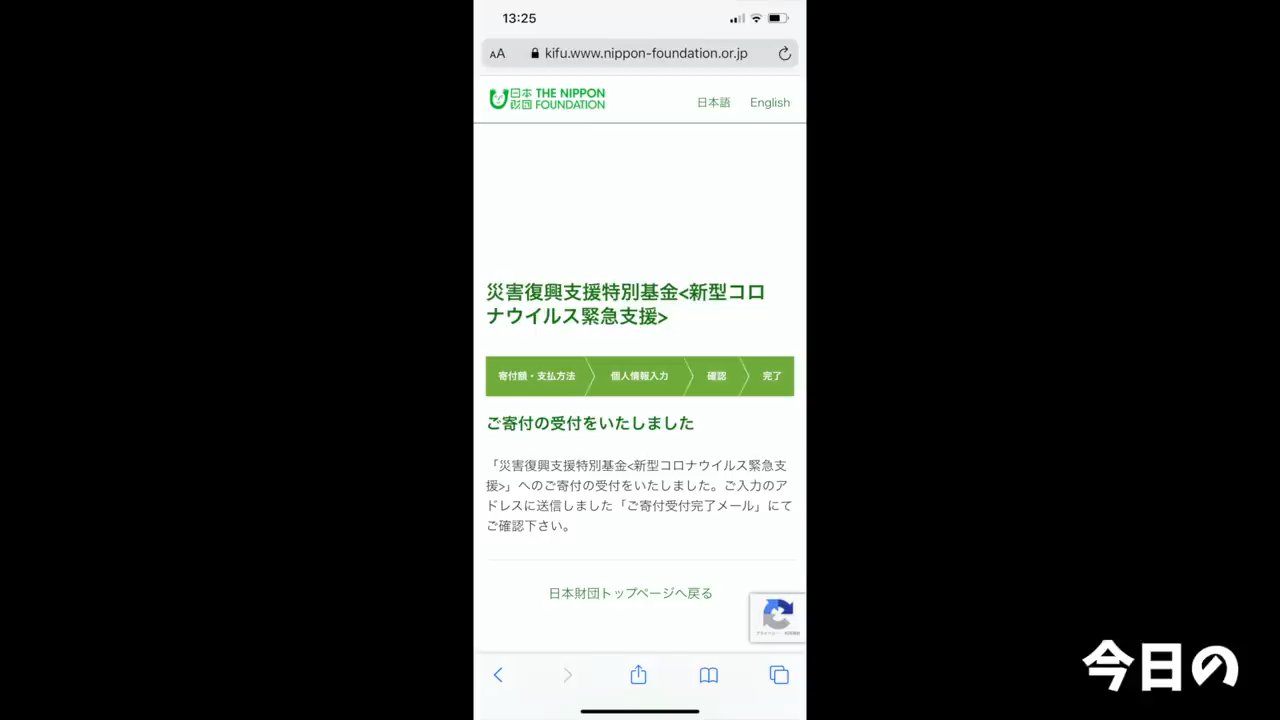 13:25
AA kifu.www.nippon-foundation.or.jp
日本 THE NIPPON
財団 FOUNDATION
日本語 English
災害復興支援特別基金<新型コロ
ナウイルス緊急支援>
寄付額・支払方法 個人情報入力 確認 完了
ご寄付の受付をいたしました
「災害復興支援特別基金<新型コロナウイルス緊急支
援>」へのご寄付の受付をいたしました。ご入力のア
ドレスに送信しました「ご寄付受付完了メール」にて
ご確認下さい。
日本財団トップページへ戻る
今日の